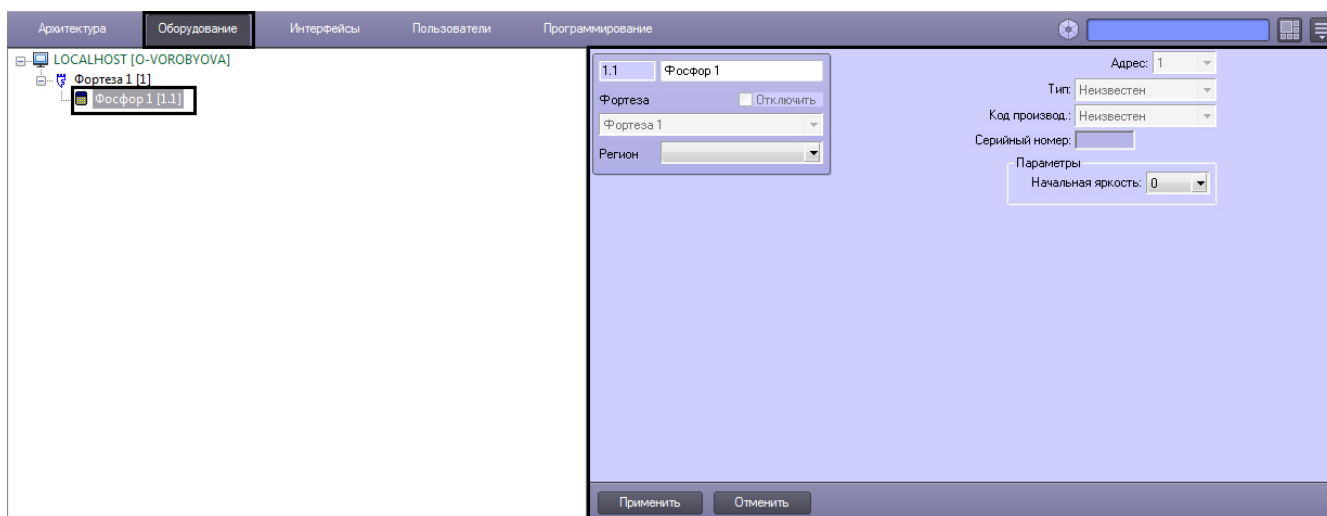 Архитектура Оборудование Интерфейсы Пользователи Программирование
LOCALHOST [O-VOROBYOVA]
Фортеза 1 [1]
Фосфор 1 [1.1]
1.1 Фосфор 1
Фортеза Отключить
Фортеза 1
Регион
Адрес: 1
Тип: Неизвестен
Код производ.: Неизвестен
Серийный номер:
Параметры
Начальная яркость: 0
Применить Отменить